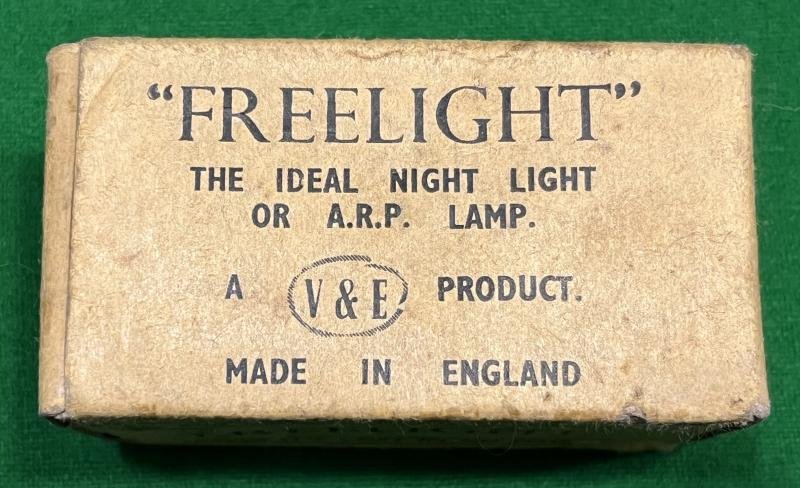 “FREELIGHT”
THE IDEAL NIGHT LIGHT
OR A.R.P. LAMP.
A V & E PRODUCT.
MADE IN ENGLAND